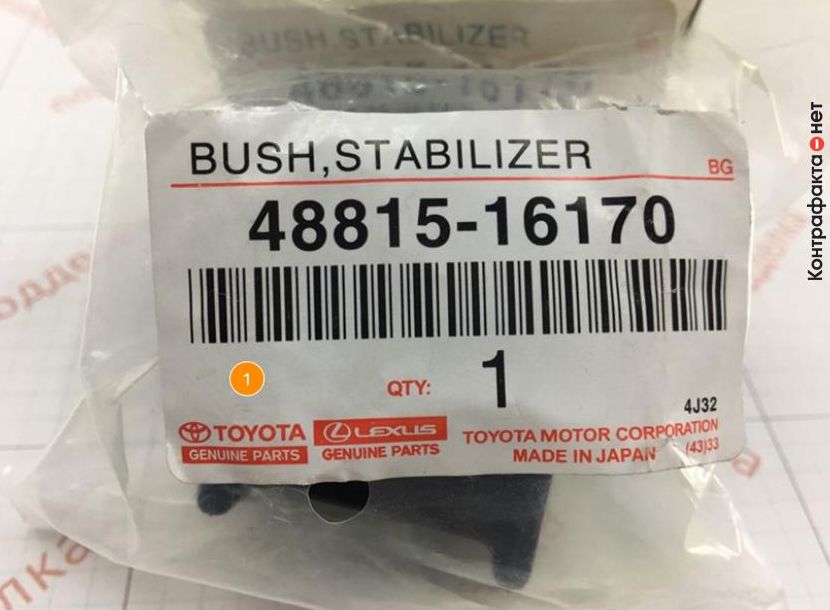 BUSH,STABILIZER
BUSH,STABILIZER
BG
48815-16170
1
QTY: 1
4J32
TOYOTA
GENUINE PARTS
LEXUS
GENUINE PARTS
TOYOTA MOTOR CORPORATION
MADE IN JAPAN
(43)33
Контрафакта нет